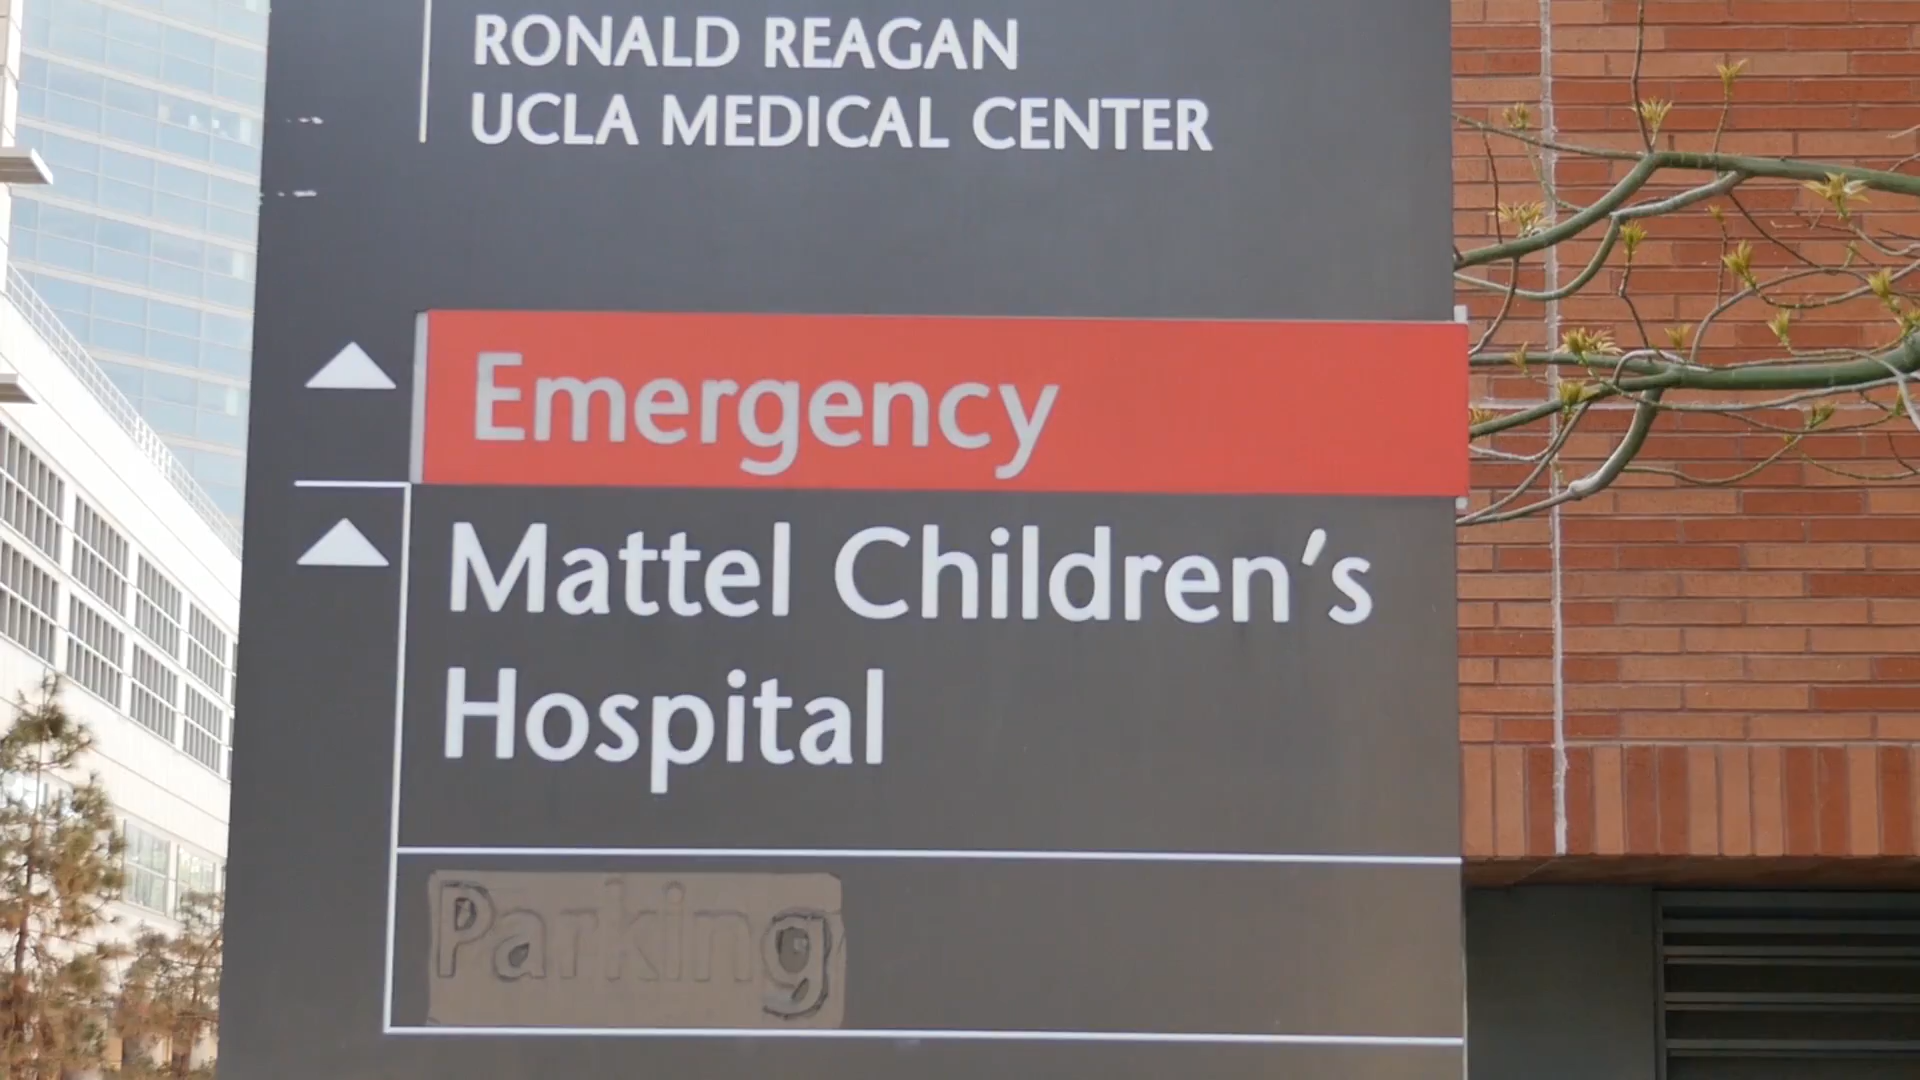 RONALD REAGAN
UCLA MEDICAL CENTER
Emergency
Mattel Children's
Hospital
Parking